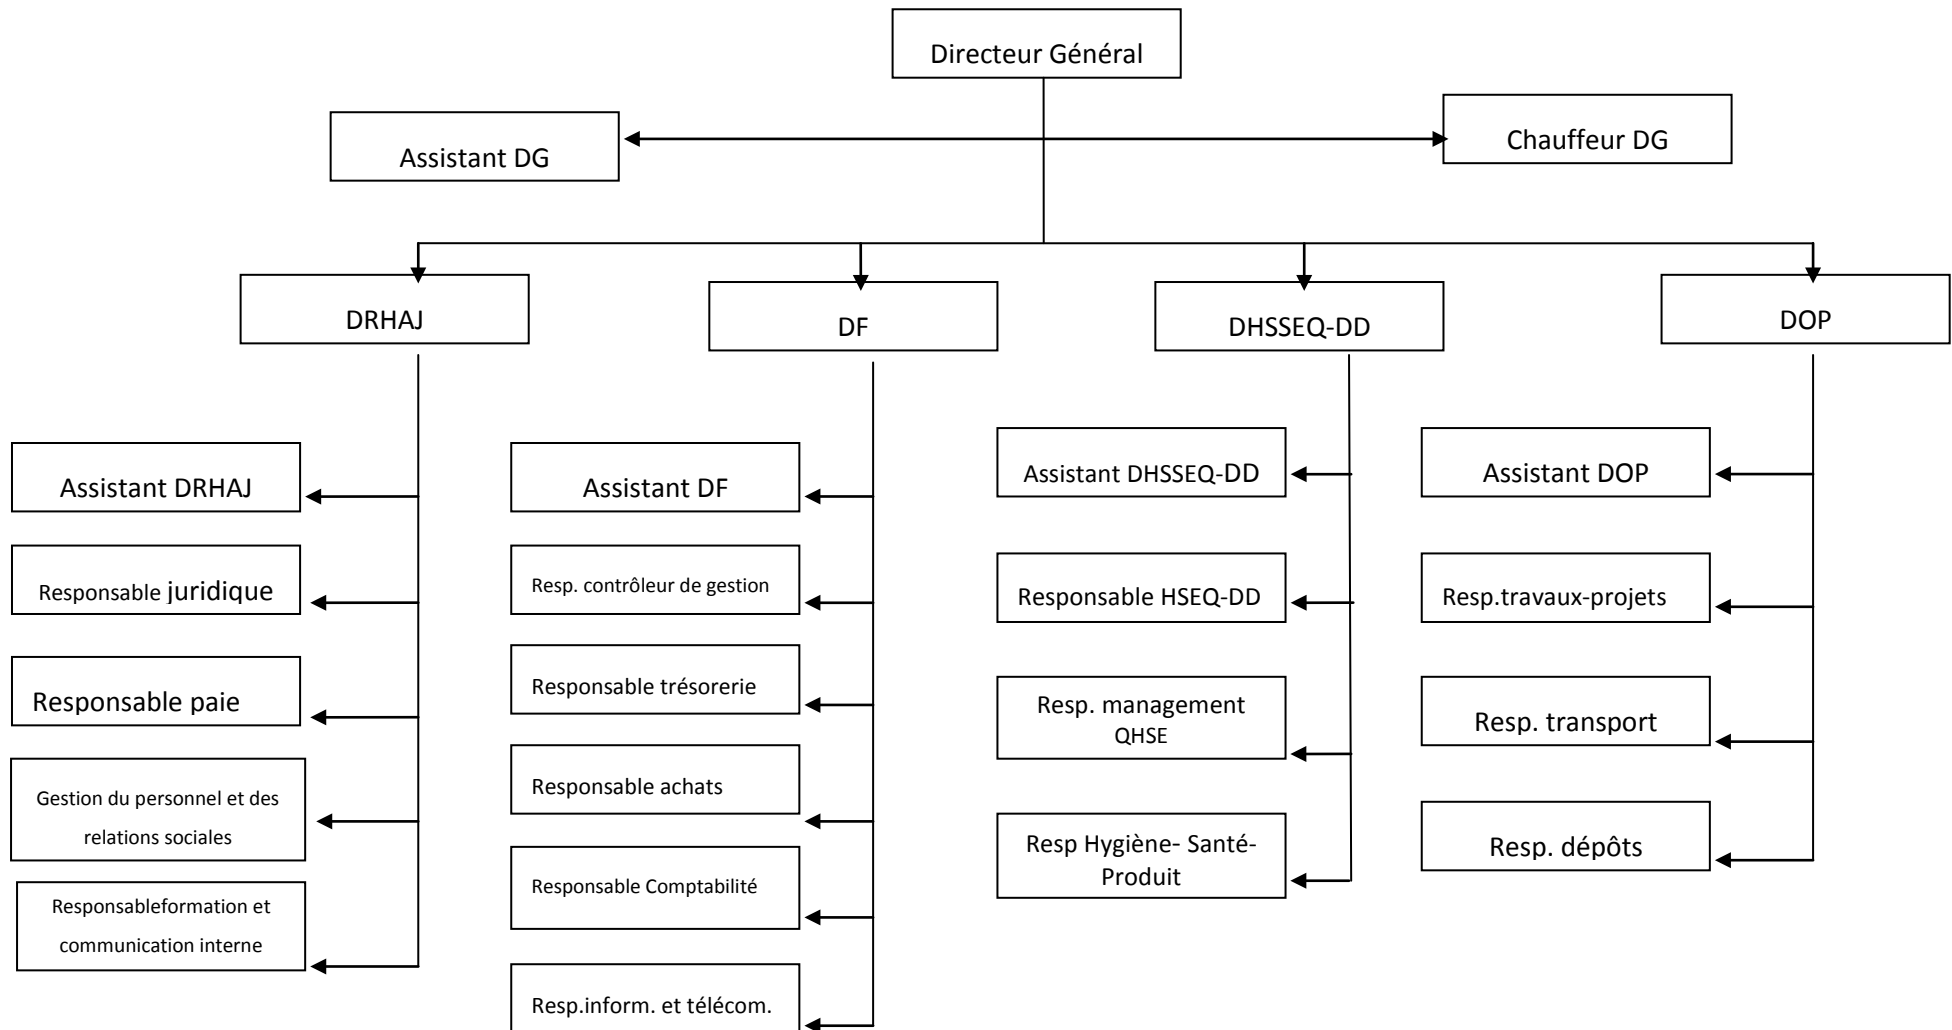 Directeur Général
Assistant DG
Chauffeur DG
DRHAJ
DF
DHSSEQ-DD
DOP
Assistant DRHAJ
Responsable juridique
Responsable paie
Gestion du personnel et des
relations sociales
Responsableformation et
communication interne
Assistant DF
Resp. contrôleur de gestion
Responsable trésorerie
Responsable achats
Responsable Comptabilité
Resp.inform. et télécom.
Assistant DHSSEQ-DD
Responsable HSEQ-DD
Resp. management
QHSE
Resp Hygiène- Santé-
Produit
Assistant DOP
Resp.travaux-projets
Resp. transport
Resp. dépôts